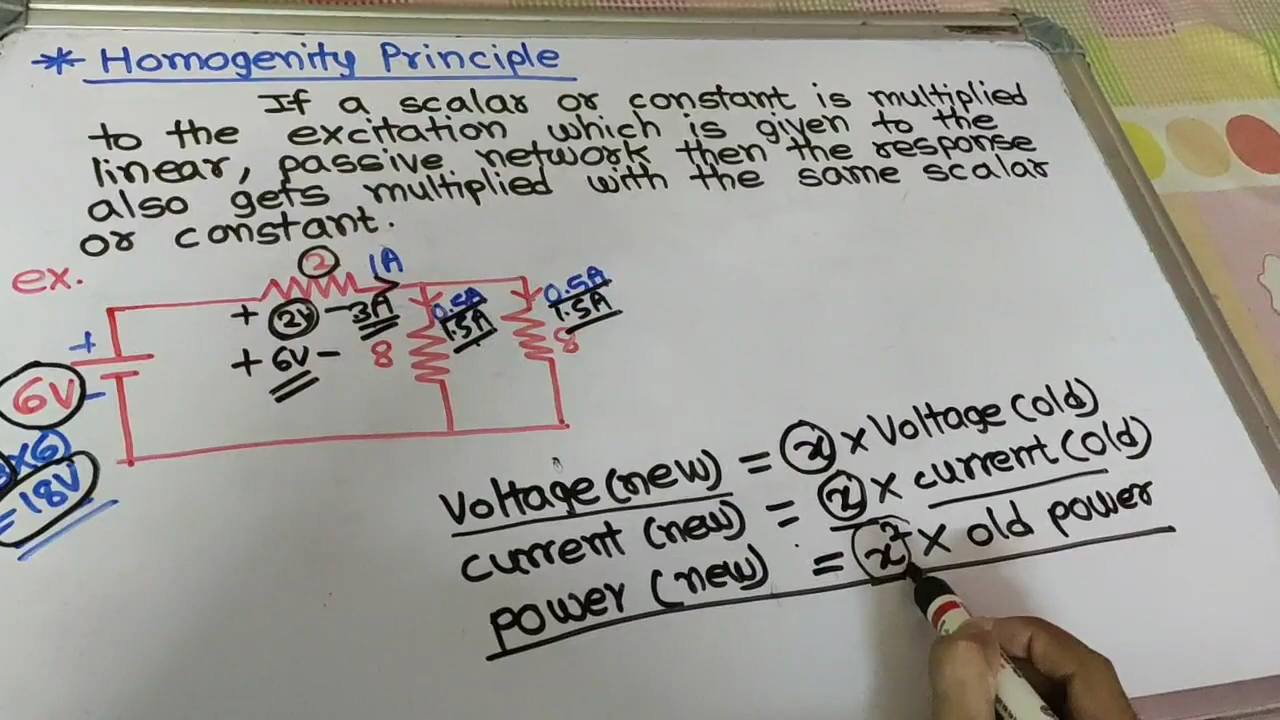 * Homogenity Principle
If a scalar or constant is multiplied
to the excitation which is given to the
linear, passive network then the response
also gets multiplied with the same scalar
or constant.
ex.
2
1A
+ 2V -
3A
0.5A
1.5A
0.5A
1.5A
+ 6V -
8
8
+
6V
-
×6)
= 18V
Voltage (new) = x × Voltage (old)
current (new) = x × current (old)
power (new) = x² × old power